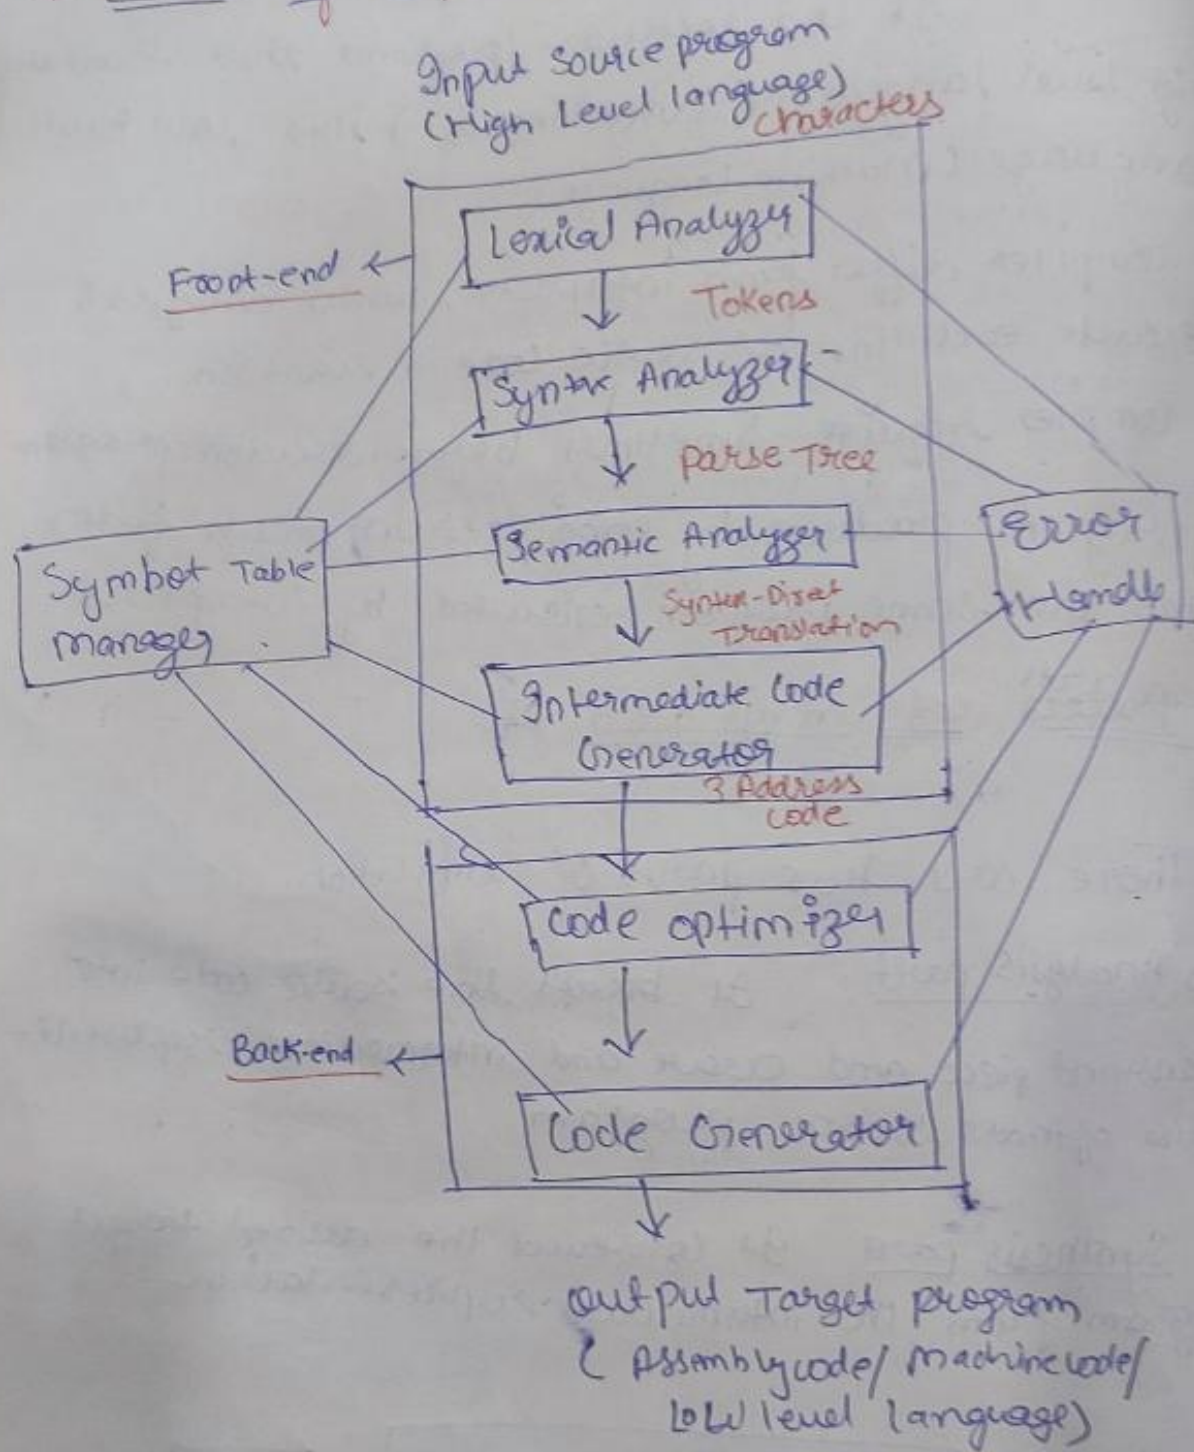 Input Source program
(High Level language)
Characters
Lexical Analyzer
Front-end
Tokens
Syntax Analyzer
Parse Tree
Symbol Table
manager
Semantic Analyzer
Error
Handle
Syntax-Direct
Translation
Intermediate Code
Generator
3 Address
Code
Code optimizer
Back-end
Code Generator
output Target program
( Assembly code/ Machine code/
Low level language)